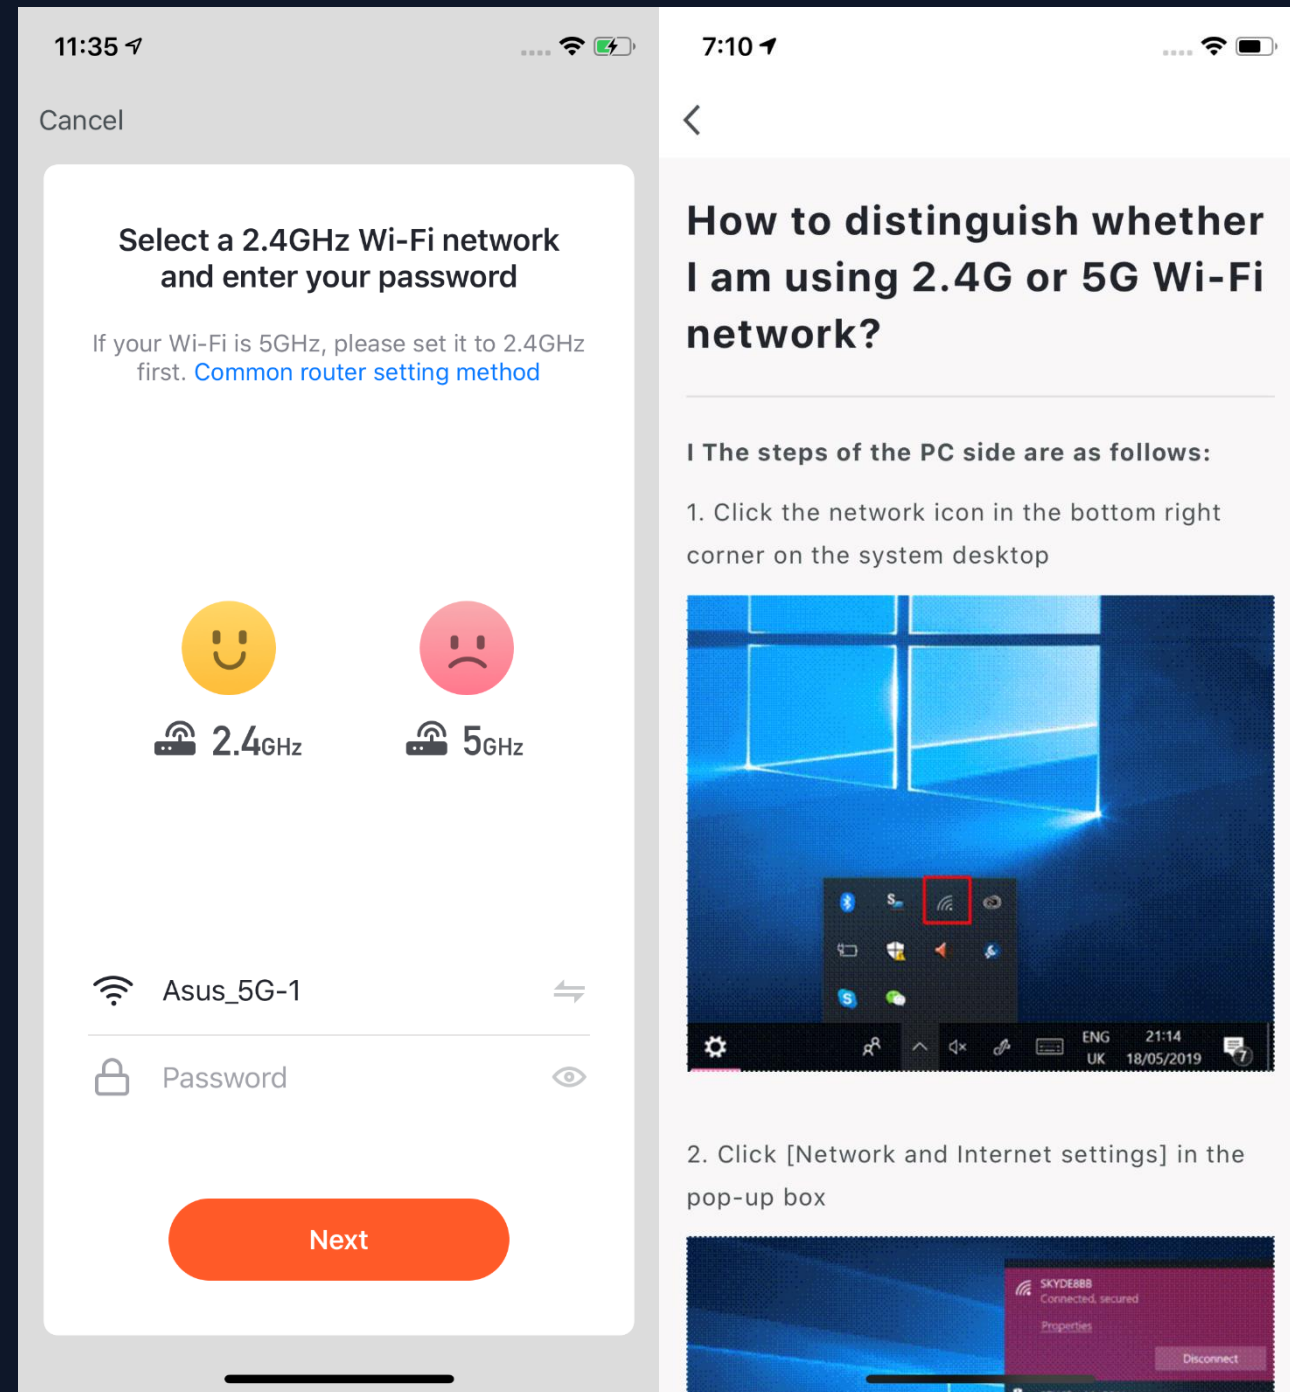 11:35
Cancel
Select a 2.4GHz Wi-Fi network
and enter your password
If your Wi-Fi is 5GHz, please set it to 2.4GHz
first. Common router setting method
2.4GHz
5GHz
Asus_5G-1
Password
Next
7:10
How to distinguish whether
I am using 2.4G or 5G Wi-Fi
network?
I The steps of the PC side are as follows:
1. Click the network icon in the bottom right
corner on the system desktop
ENG
UK
21:14
18/05/2019
7
2. Click [Network and Internet settings] in the
pop-up box
SKYDE888
Connected, secured
Properties
Disconnect